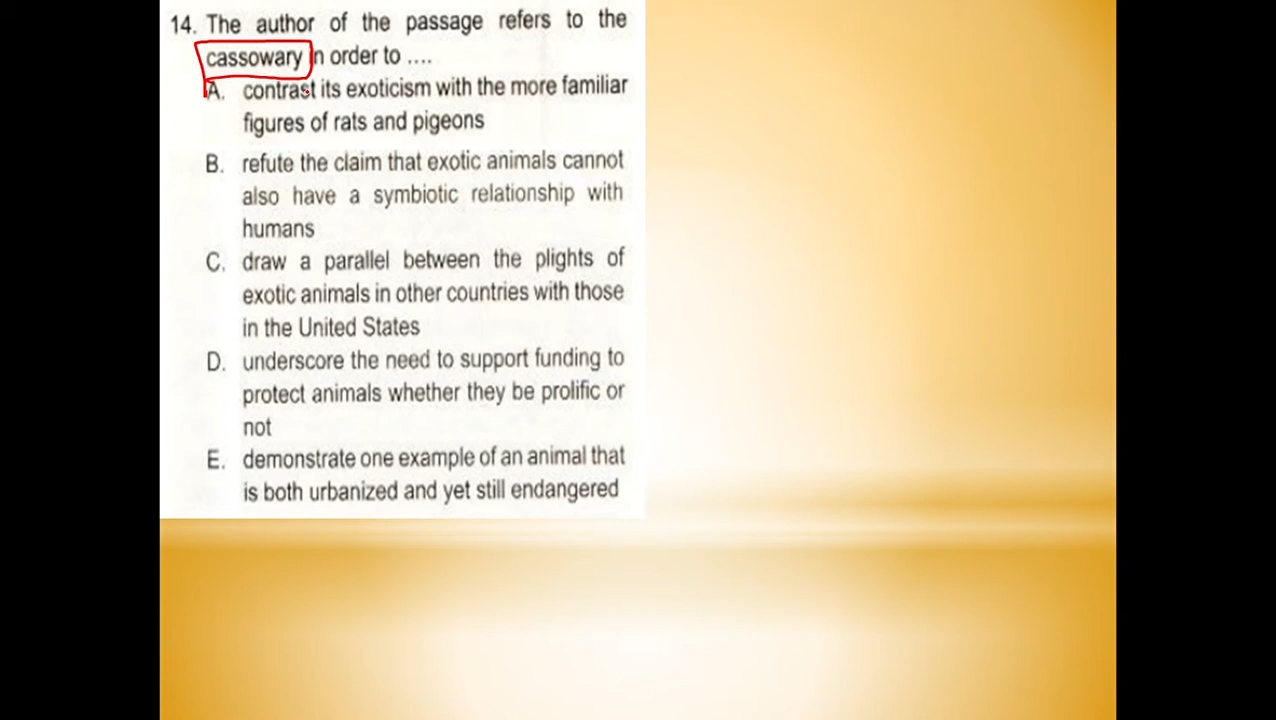 14. The author of the passage refers to the
cassowary in order to ....
A. contrast its exoticism with the more familiar
figures of rats and pigeons
B. refute the claim that exotic animals cannot
also have a symbiotic relationship with
humans
C. draw a parallel between the plights of
exotic animals in other countries with those
in the United States
D. underscore the need to support funding to
protect animals whether they be prolific or
not
E. demonstrate one example of an animal that
is both urbanized and yet still endangered